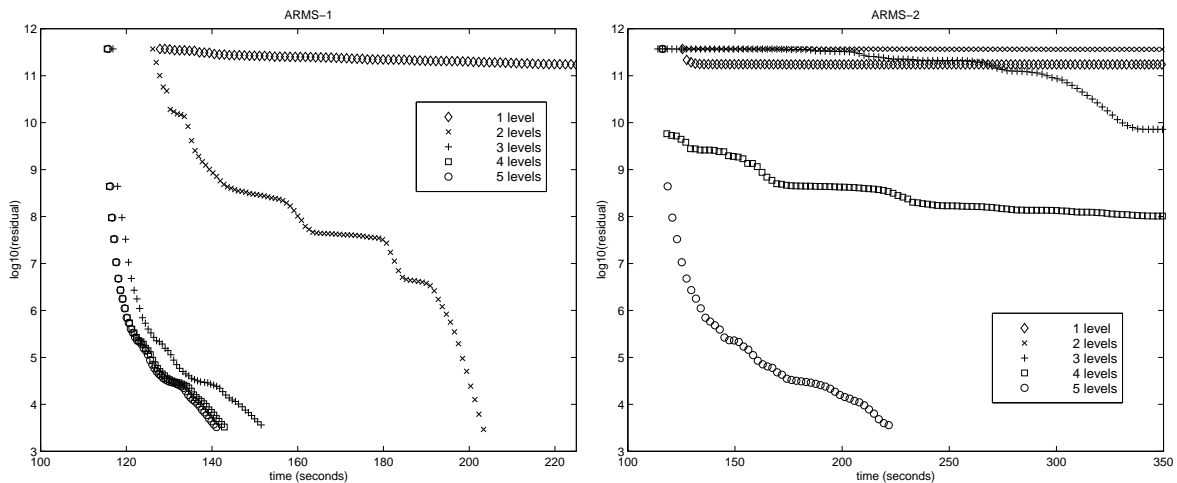 ARMS−1
12
11
10
9
8
7
6
5
4
3
100 120 140 160 180 200 220
log10(residual)
time (seconds)
1 level
2 levels
3 levels
4 levels
5 levels
ARMS−2
12
11
10
9
8
7
6
5
4
3
100 150 200 250 300 350
log10(residual)
time (seconds)
1 level
2 levels
3 levels
4 levels
5 levels